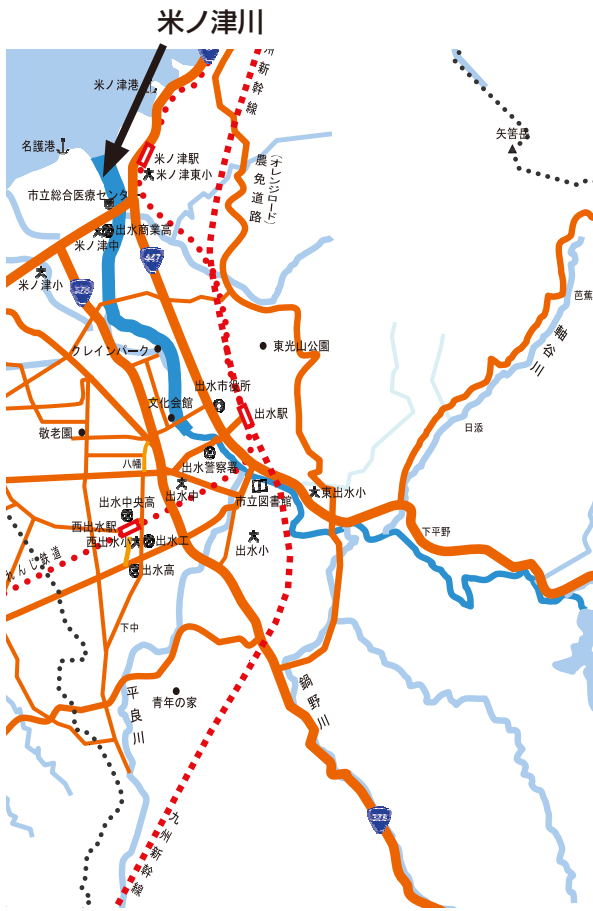 米ノ津川
九州新幹線
米ノ津港
矢筈岳
名護港
米ノ津駅
米ノ津東小
(オレンジロード)
農免道路
市立総合医療センター
出水商業高
米ノ津中
447
米ノ津小
328
芭蕉
クレインパーク
東光山公園
出水市役所
文化会館
出水駅
日添
敬老園
出水警察署
八幡
出水中
市立図書館
東出水小
出水中央高
西出水駅
西出水小
出水工
出水小
下平野
れんじ鉄道
出水高
下中
平良川
青年の家
鍋野川
328
九州新幹線